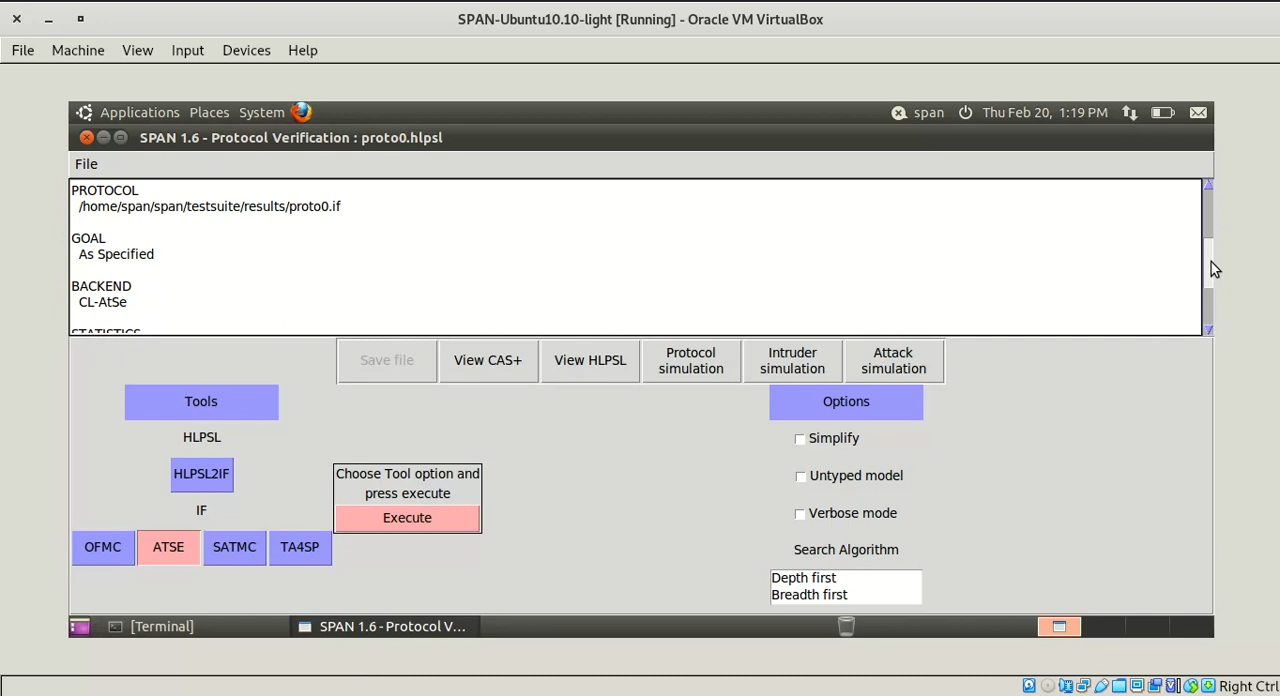 SPAN-Ubuntu10.10-light [Running] - Oracle VM VirtualBox
File Machine View Input Devices Help
Applications Places System span Thu Feb 20, 1:19 PM
SPAN 1.6 - Protocol Verification : proto0.hlpsl
File
PROTOCOL
/home/span/span/testsuite/results/proto0.if
GOAL
As Specified
BACKEND
CL-AtSe
STATISTICS
Save file View CAS+ View HLPSL Protocol simulation Intruder simulation Attack simulation
Tools
HLPSL
HLPSL2IF
IF
OFMC ATSE SATMC TA4SP
Choose Tool option and
press execute
Execute
Options
Simplify
Untyped model
Verbose mode
Search Algorithm
Depth first
Breadth first
[Terminal] SPAN 1.6 - Protocol V...
Right Ctrl